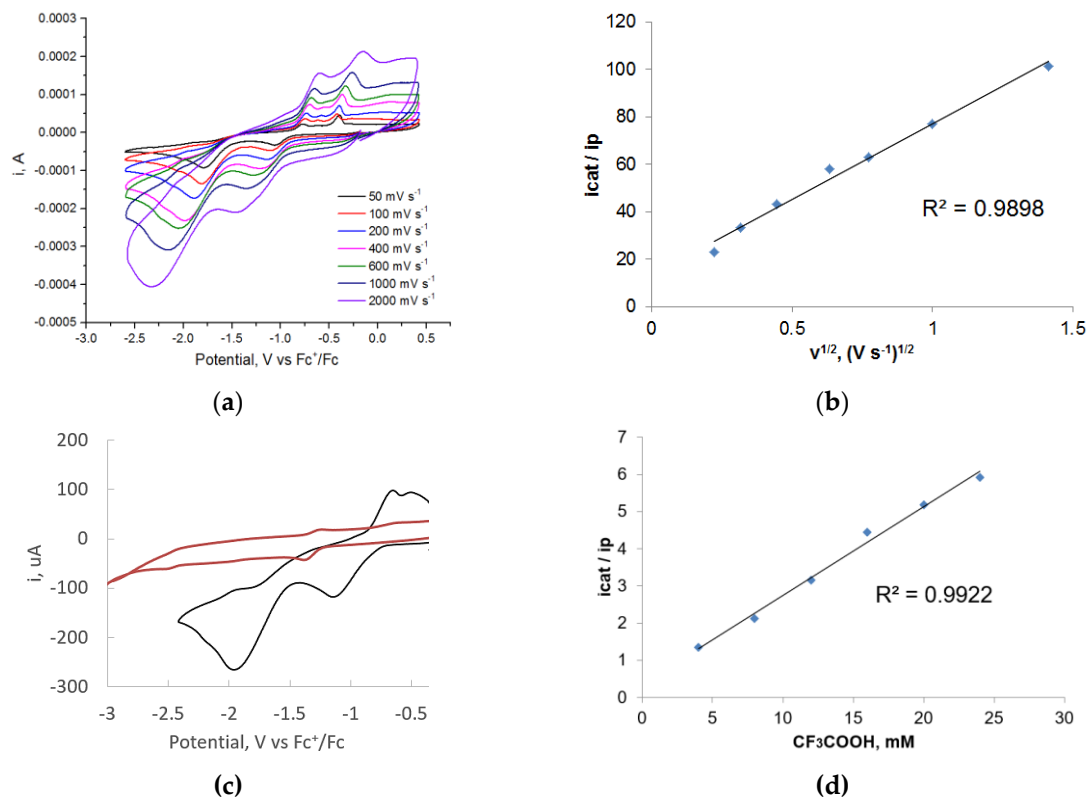 i, A
0.0003
0.0002
0.0001
0.0000
-0.0001
-0.0002
-0.0003
-0.0004
-0.0005
50 mV s⁻¹
100 mV s⁻¹
200 mV s⁻¹
400 mV s⁻¹
600 mV s⁻¹
1000 mV s⁻¹
2000 mV s⁻¹
-3.0 -2.5 -2.0 -1.5 -1.0 -0.5 0.0 0.5
Potential, V vs Fc⁺/Fc
(a)
icat / ip
120
100
80
60
40
20
0
R² = 0.9898
0 0.5 1 1.5
v¹/², (V s⁻¹)¹/²
(b)
i, uA
200
100
0
-100
-200
-300
-3 -2.5 -2 -1.5 -1 -0.5
Potential, V vs Fc⁺/Fc
(c)
icat / ip
7
6
5
4
3
2
1
0
R² = 0.9922
0 5 10 15 20 25 30
CF₃COOH, mM
(d)